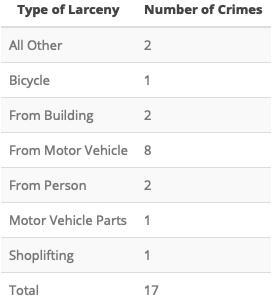 Type of Larceny Number of Crimes
All Other 2
Bicycle 1
From Building 2
From Motor Vehicle 8
From Person 2
Motor Vehicle Parts 1
Shoplifting 1
Total 17